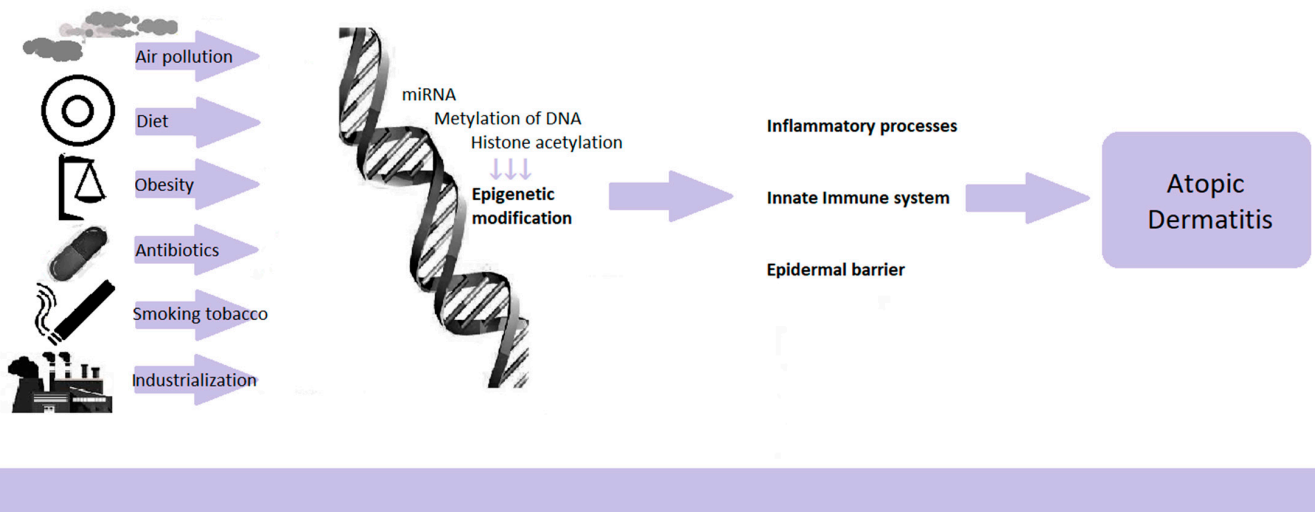 Air pollution
Diet
Obesity
Antibiotics
Smoking tobacco
Industrialization
miRNA
Metylation of DNA
Histone acetylation
Epigenetic
modification
Inflammatory processes
Innate Immune system
Epidermal barrier
Atopic
Dermatitis